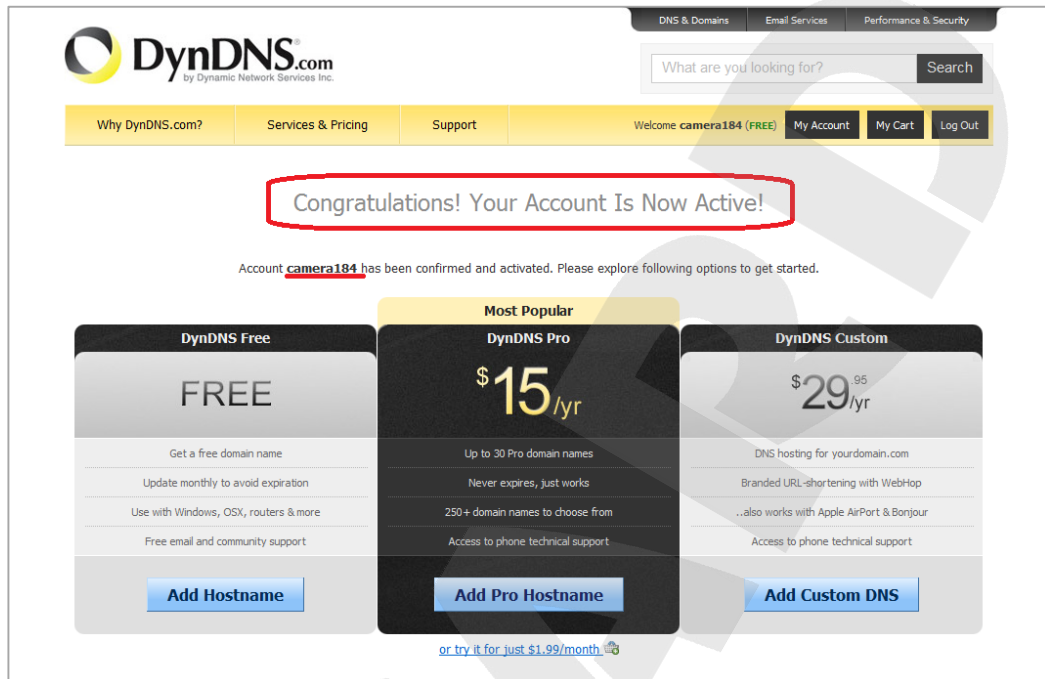 DNS & Domains Email Services Performance & Security
DynDNS.com
by Dynamic Network Services Inc.
What are you looking for? Search
Why DynDNS.com? Services & Pricing Support Welcome camera184 (FREE) My Account My Cart Log Out
Congratulations! Your Account Is Now Active!
Account camera184 has been confirmed and activated. Please explore following options to get started.
Most Popular
DynDNS Free DynDNS Pro DynDNS Custom
FREE $15/yr $29.95/yr
Get a free domain name Up to 30 Pro domain names DNS hosting for yourdomain.com
Update monthly to avoid expiration Never expires, just works Branded URL-shortening with WebHop
Use with Windows, OSX, routers & more 250+ domain names to choose from ..also works with Apple AirPort & Bonjour
Free email and community support Access to phone technical support Access to phone technical support
Add Hostname Add Pro Hostname Add Custom DNS
or try it for just $1.99/month